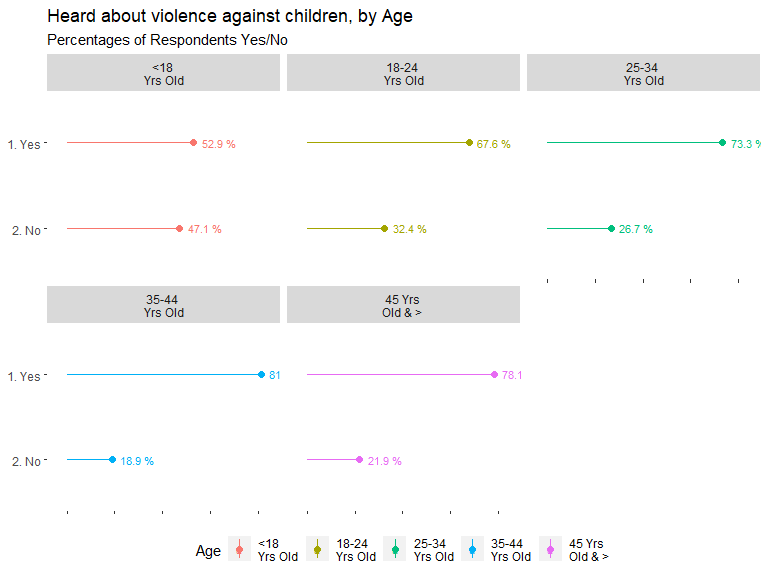 Heard about violence against children, by Age
Percentages of Respondents Yes/No
<18
Yrs Old
18-24
Yrs Old
25-34
Yrs Old
1. Yes
52.9 %
67.6 %
73.3 %
2. No
47.1 %
32.4 %
26.7 %
35-44
Yrs Old
45 Yrs
Old & >
1. Yes
81
78.1
2. No
18.9 %
21.9 %
Age
<18
Yrs Old
18-24
Yrs Old
25-34
Yrs Old
35-44
Yrs Old
45 Yrs
Old & >